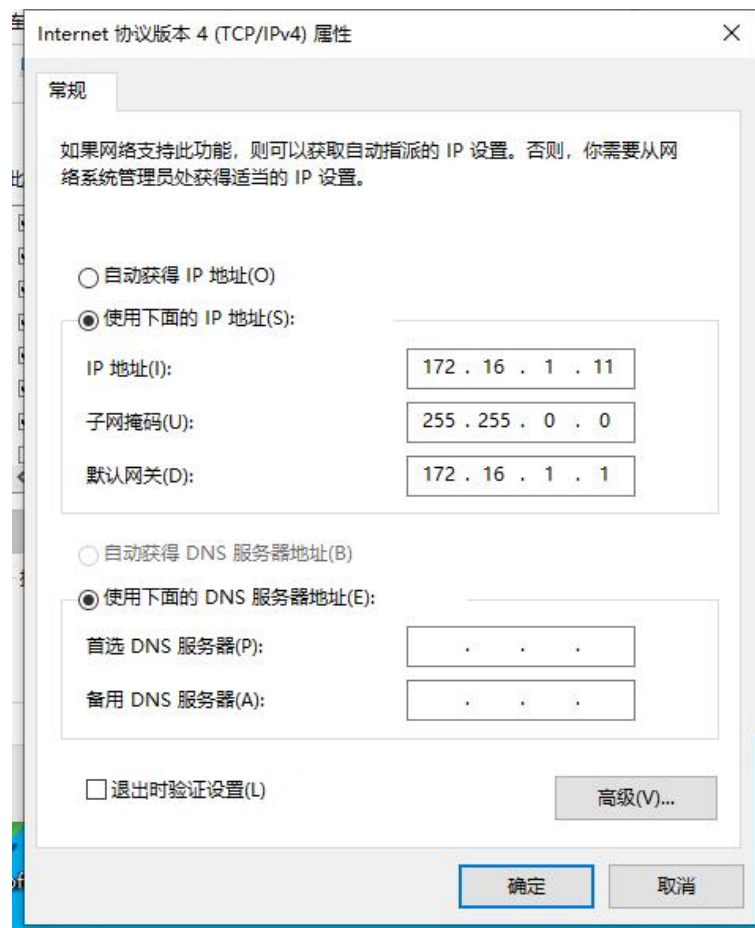 Internet 协议版本 4 (TCP/IPv4) 属性
常规
如果网络支持此功能，则可以获取自动指派的 IP 设置。否则，你需要从网
络系统管理员处获得适当的 IP 设置。
自动获得 IP 地址(O)
使用下面的 IP 地址(S):
IP 地址(I): 172 . 16 . 1 . 11
子网掩码(U): 255 . 255 . 0 . 0
默认网关(D): 172 . 16 . 1 . 1
自动获得 DNS 服务器地址(B)
使用下面的 DNS 服务器地址(E):
首选 DNS 服务器(P): . . .
备用 DNS 服务器(A): . . .
退出时验证设置(L)
高级(V)...
确定 取消